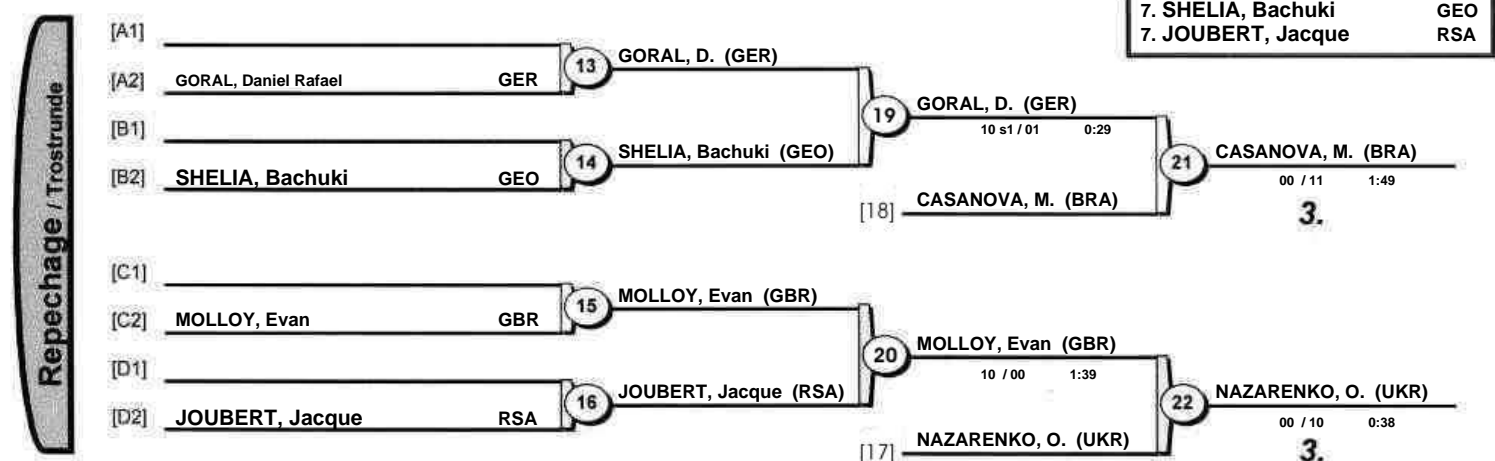 7. SHELIA, Bachuki GEO
7. JOUBERT, Jacque RSA
Repechage / Trostrunde
[A1]
[A2] GORAL, Daniel Rafael GER
13
GORAL, D. (GER)
[B1]
[B2] SHELIA, Bachuki GEO
14
SHELIA, Bachuki (GEO)
19
GORAL, D. (GER)
10 s1 / 01 0:29
[18] CASANOVA, M. (BRA)
21
CASANOVA, M. (BRA)
00 / 11 1:49
3.
[C1]
[C2] MOLLOY, Evan GBR
15
MOLLOY, Evan (GBR)
[D1]
[D2] JOUBERT, Jacque RSA
16
JOUBERT, Jacque (RSA)
20
MOLLOY, Evan (GBR)
10 / 00 1:39
[17] NAZARENKO, O. (UKR)
22
NAZARENKO, O. (UKR)
00 / 10 0:38
3.